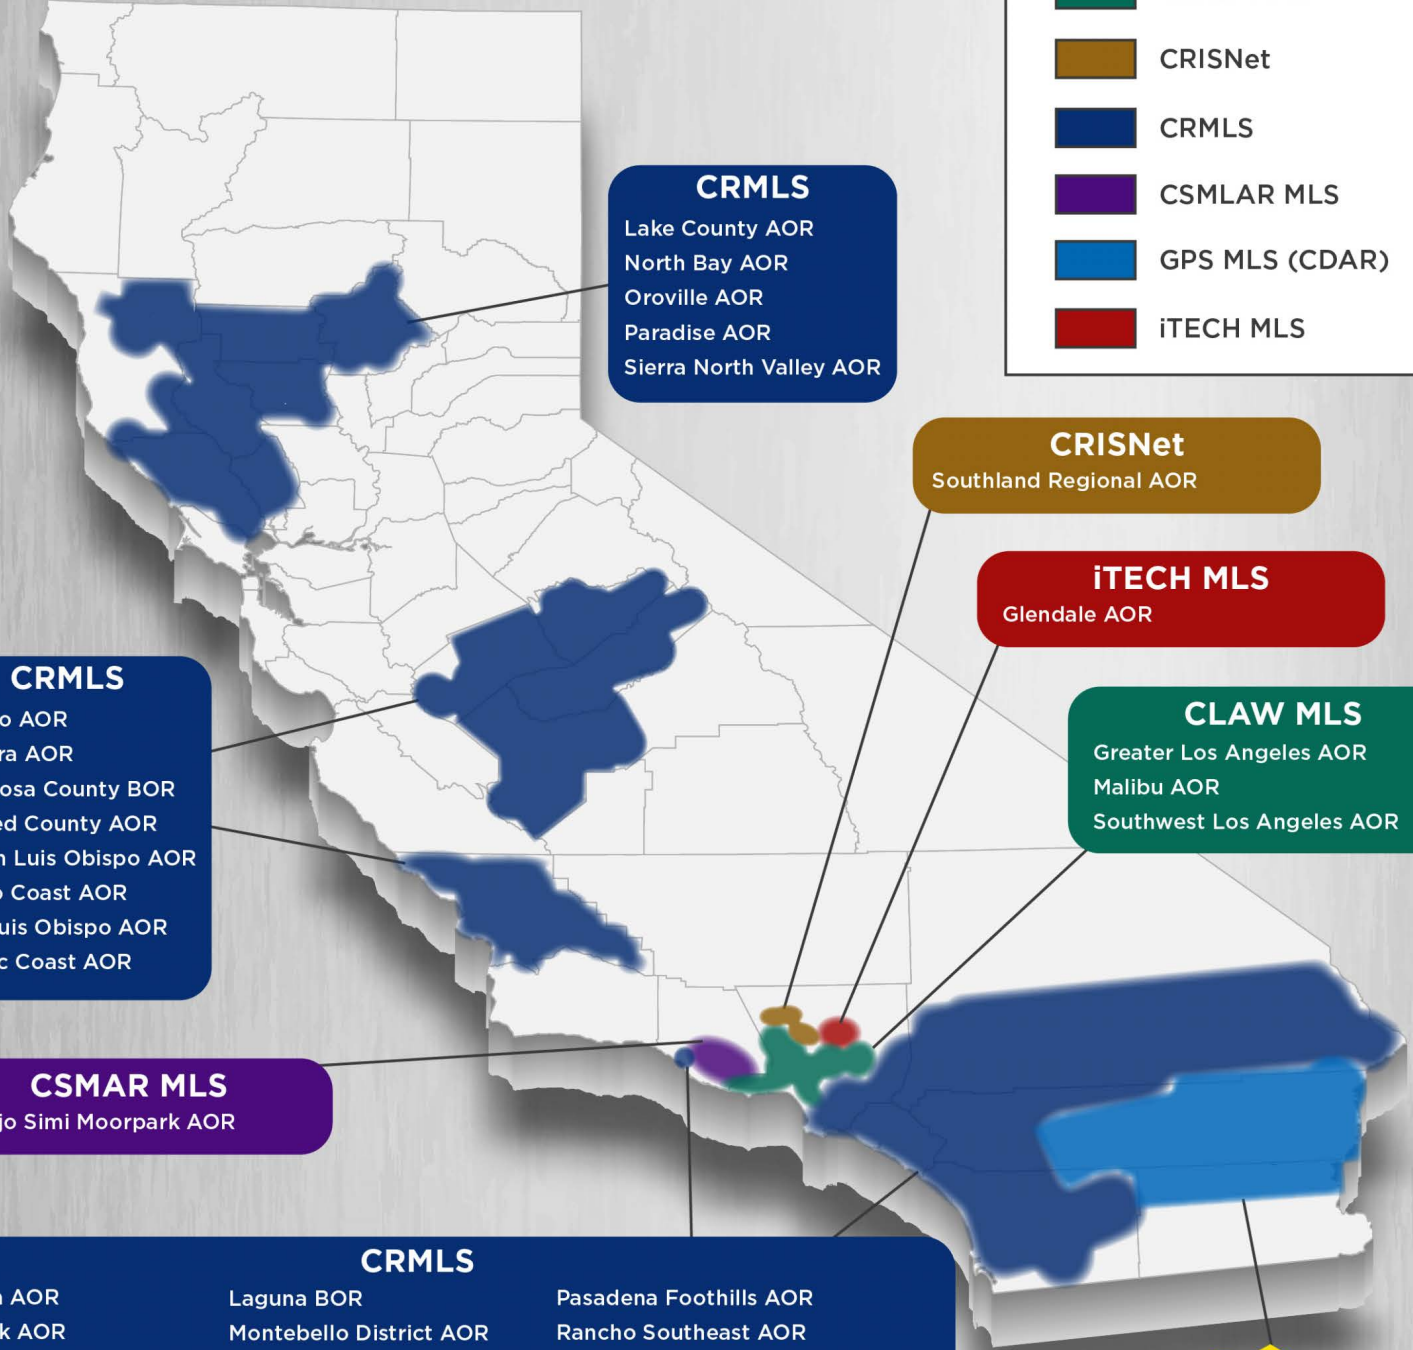 CRISNet
CRMLS
CSMLAR MLS
GPS MLS (CDAR)
iTECH MLS
CRMLS
Lake County AOR
North Bay AOR
Oroville AOR
Paradise AOR
Sierra North Valley AOR
CRISNet
Southland Regional AOR
iTECH MLS
Glendale AOR
CLAW MLS
Greater Los Angeles AOR
Malibu AOR
Southwest Los Angeles AOR
CRMLS
AOR
AOR
County BOR
County AOR
Luis Obispo AOR
Coast AOR
Obispo AOR
Coast AOR
CSMAR MLS
Simi Moorpark AOR
CRMLS
AOR
AOR
Laguna BOR
Montebello District AOR
Pasadena Foothills AOR
Rancho Southeast AOR